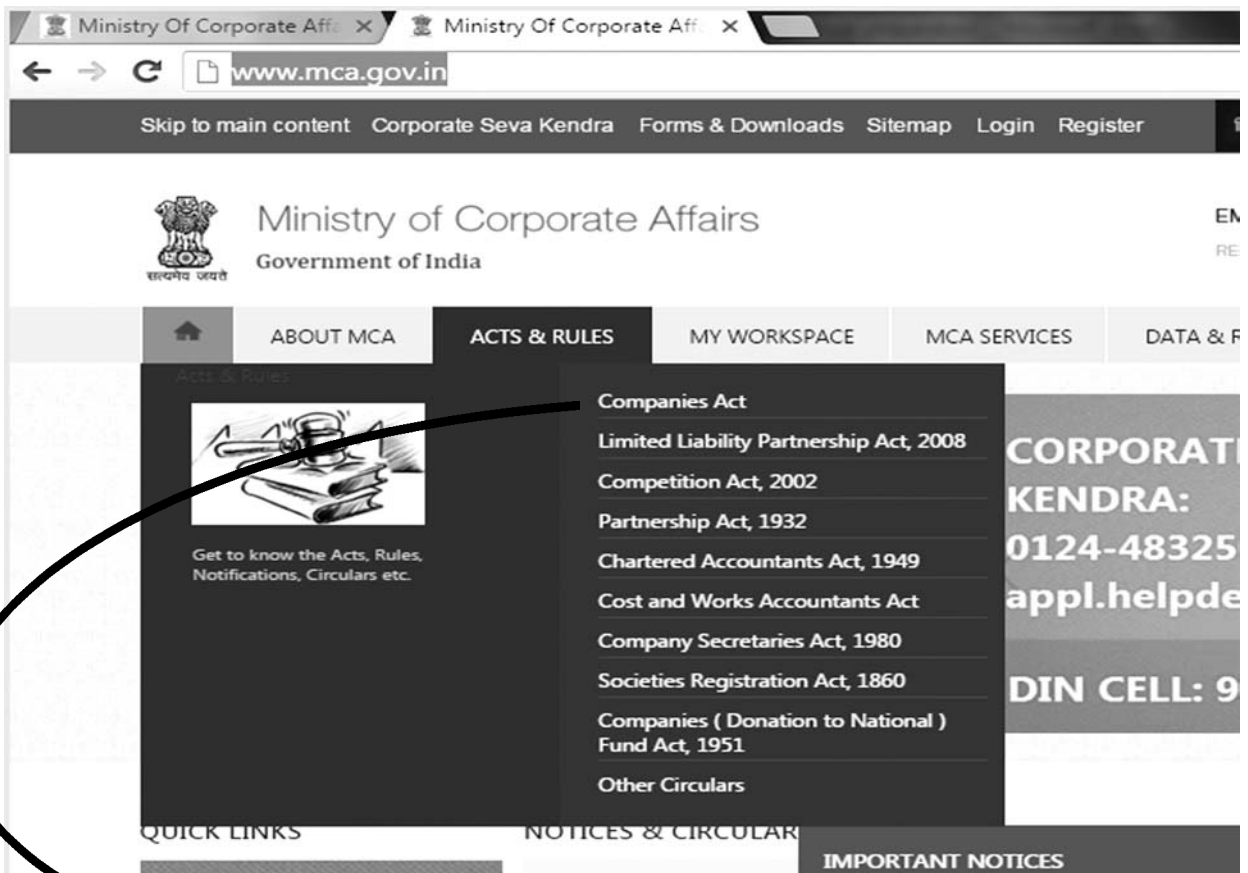 Ministry Of Corporate Affa Ministry Of Corporate Aff
www.mca.gov.in
Skip to main content Corporate Seva Kendra Forms & Downloads Sitemap Login Register
सत्यमेव जयते
Ministry of Corporate Affairs
Government of India
EM
RE
ABOUT MCA ACTS & RULES MY WORKSPACE MCA SERVICES DATA & R
Acts & Rules
Get to know the Acts, Rules,
Notifications, Circulars etc.
Companies Act
Limited Liability Partnership Act, 2008
Competition Act, 2002
Partnership Act, 1932
Chartered Accountants Act, 1949
Cost and Works Accountants Act
Company Secretaries Act, 1980
Societies Registration Act, 1860
Companies ( Donation to National )
Fund Act, 1951
Other Circulars
CORPORATE
KENDRA:
0124-48325
appl.helpde
DIN CELL: 9
QUICK LINKS NOTICES & CIRCULAR
IMPORTANT NOTICES